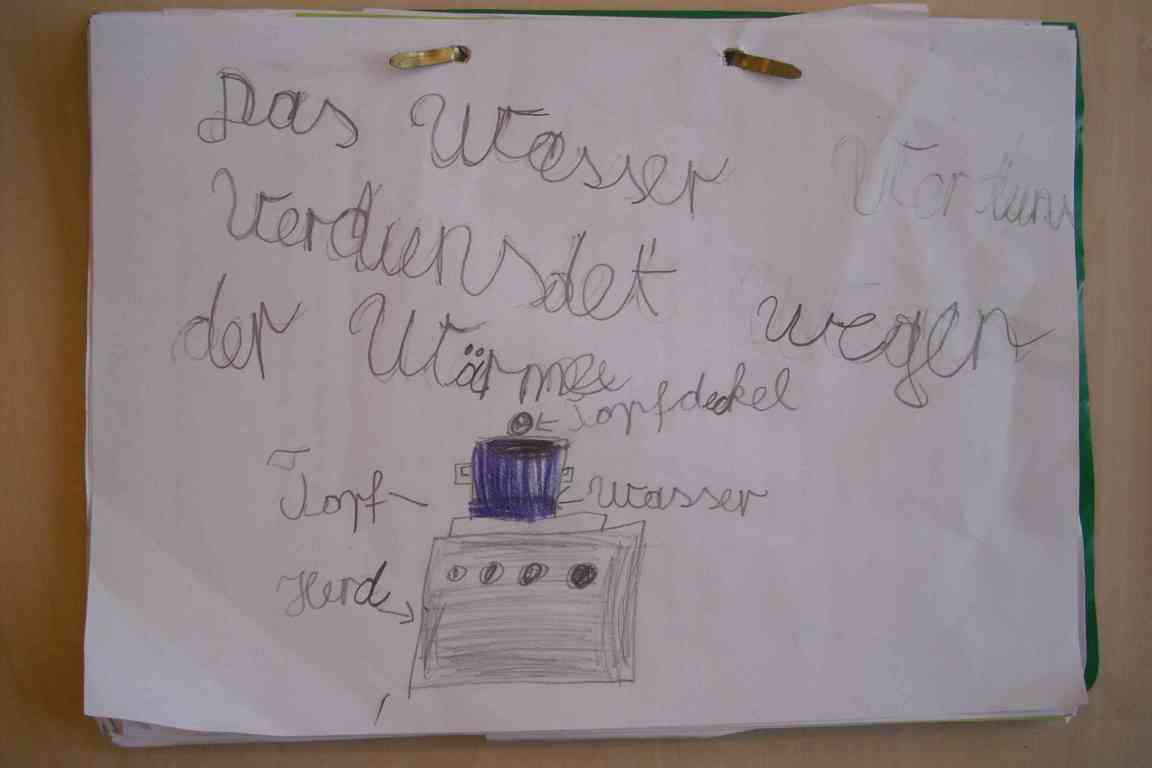 Das Wasser
Verdunsdet wegen
der Wärme
Topfdeckel
Topf
Wasser
Herd